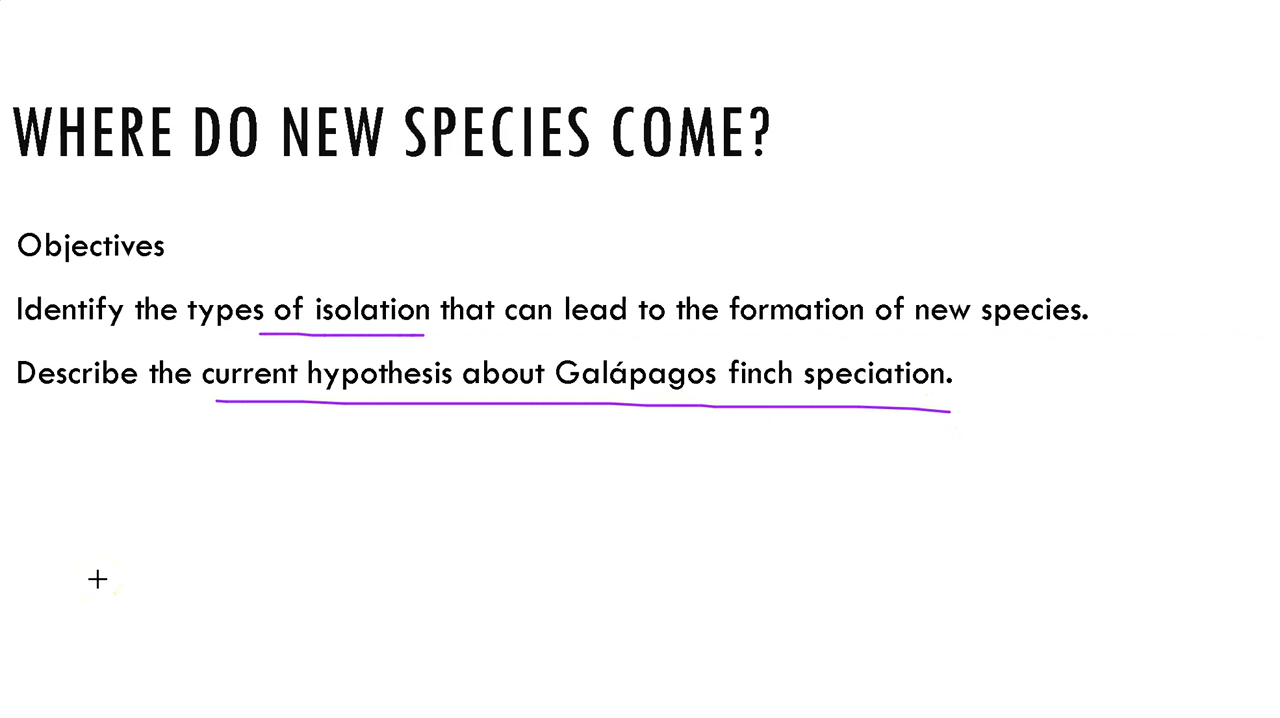 WHERE DO NEW SPECIES COME?
Objectives
Identify the types of isolation that can lead to the formation of new species.
Describe the current hypothesis about Galápagos finch speciation.